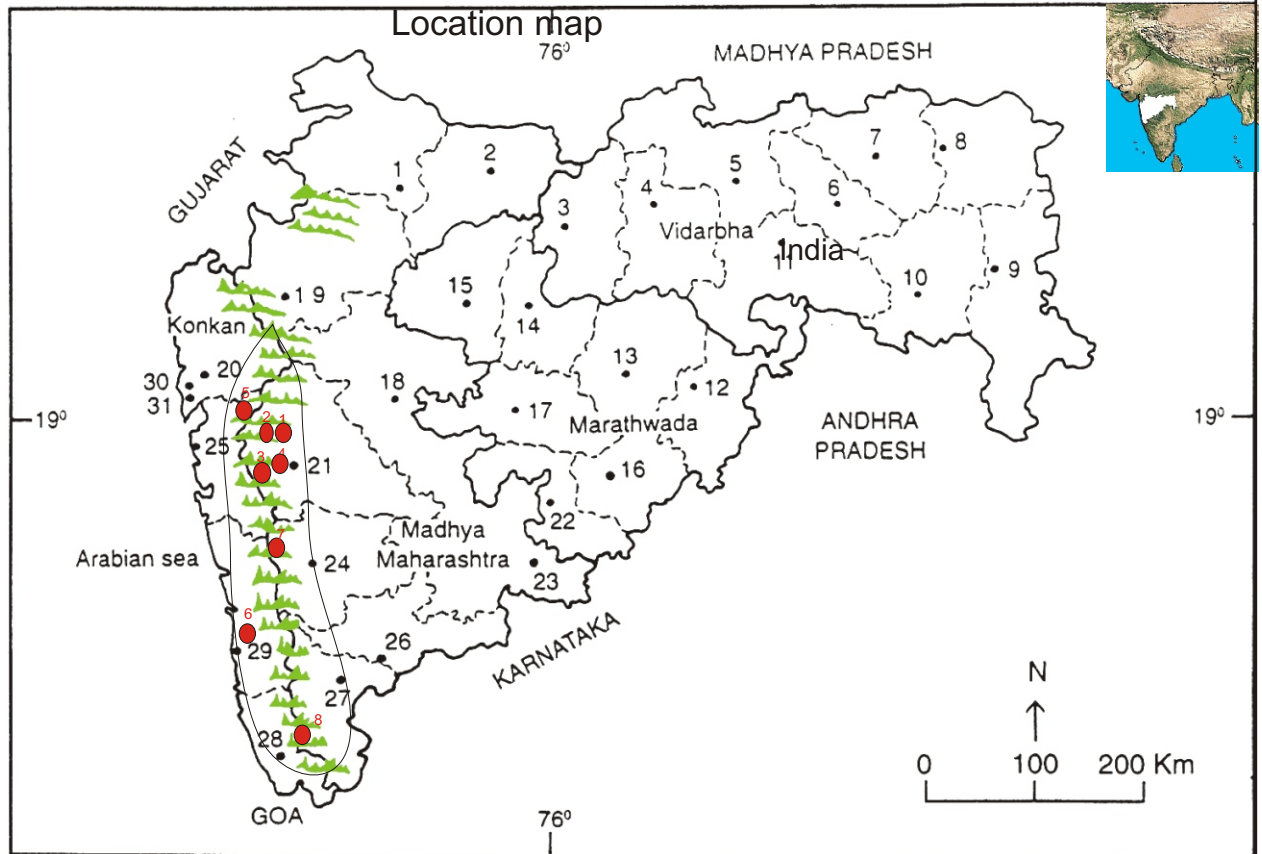 Location map
76⁰
MADHYA PRADESH
GUJARAT
1
2
3
4
5
6
7
8
Vidarbha
India
11
10
9
19
15
14
Konkan
13
12
20
30
31
18
17
Marathwada
19⁰
19⁰
ANDHRA
PRADESH
5
2
1
25
3
4
21
16
22
Madhya
Maharashtra
Arabian sea
7
24
23
6
29
26
KARNATAKA
27
8
28
GOA
76⁰
N
0
100
200 Km